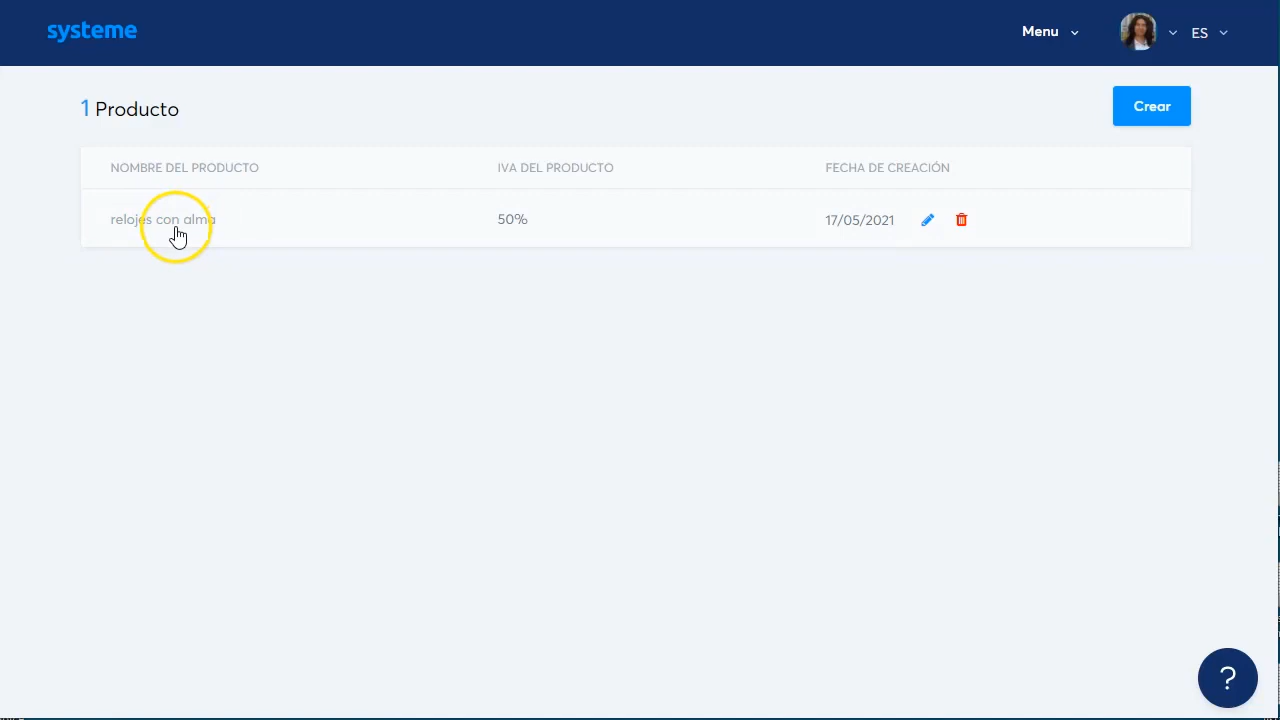 systeme
Menu
ES
1 Producto
Crear
NOMBRE DEL PRODUCTO IVA DEL PRODUCTO FECHA DE CREACIÓN
relojes con alma 50% 17/05/2021
?